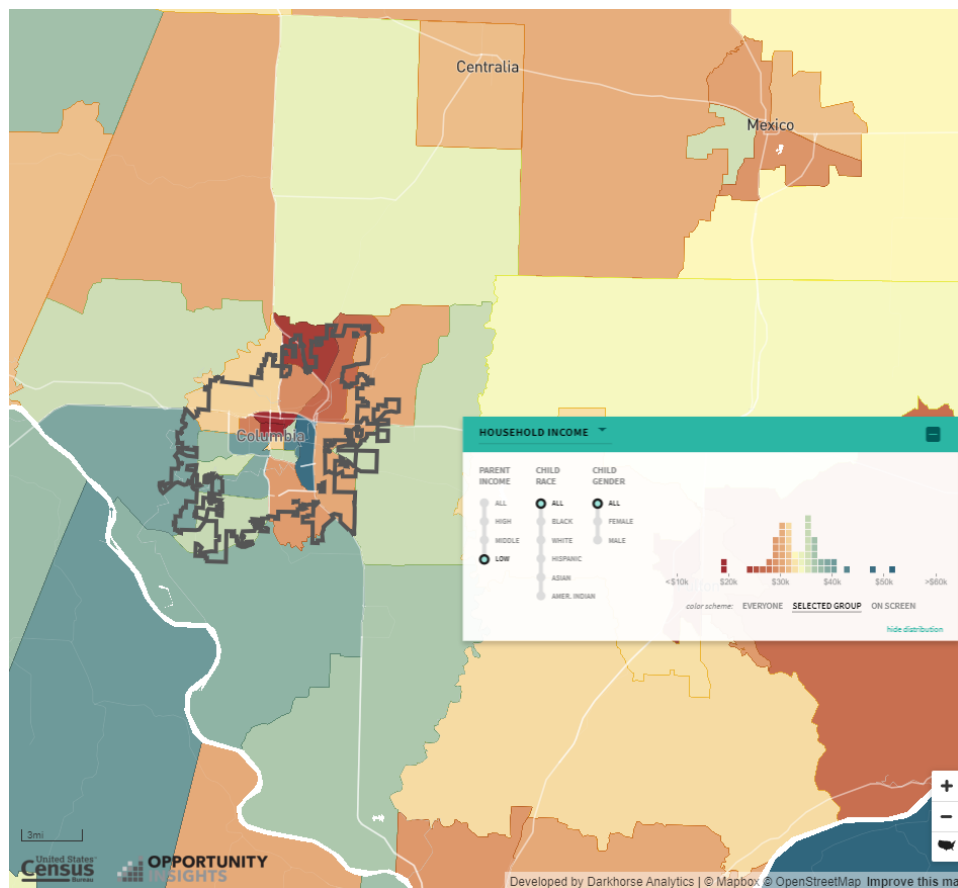 Centralia
Mexico
Columbia
HOUSEHOLD INCOME
PARENT INCOME
ALL
HIGH
MIDDLE
LOW
CHILD RACE
ALL
BLACK
WHITE
HISPANIC
ASIAN
AMER. INDIAN
CHILD GENDER
ALL
FEMALE
MALE
<$10k $20k $30k $40k $50k >$60k
color scheme: EVERYONE SELECTED GROUP ON SCREEN
hide distribution
3mi
United States®
Census
Bureau
OPPORTUNITY
INSIGHTS
Developed by Darkhorse Analytics | © Mapbox © OpenStreetMap Improve this ma